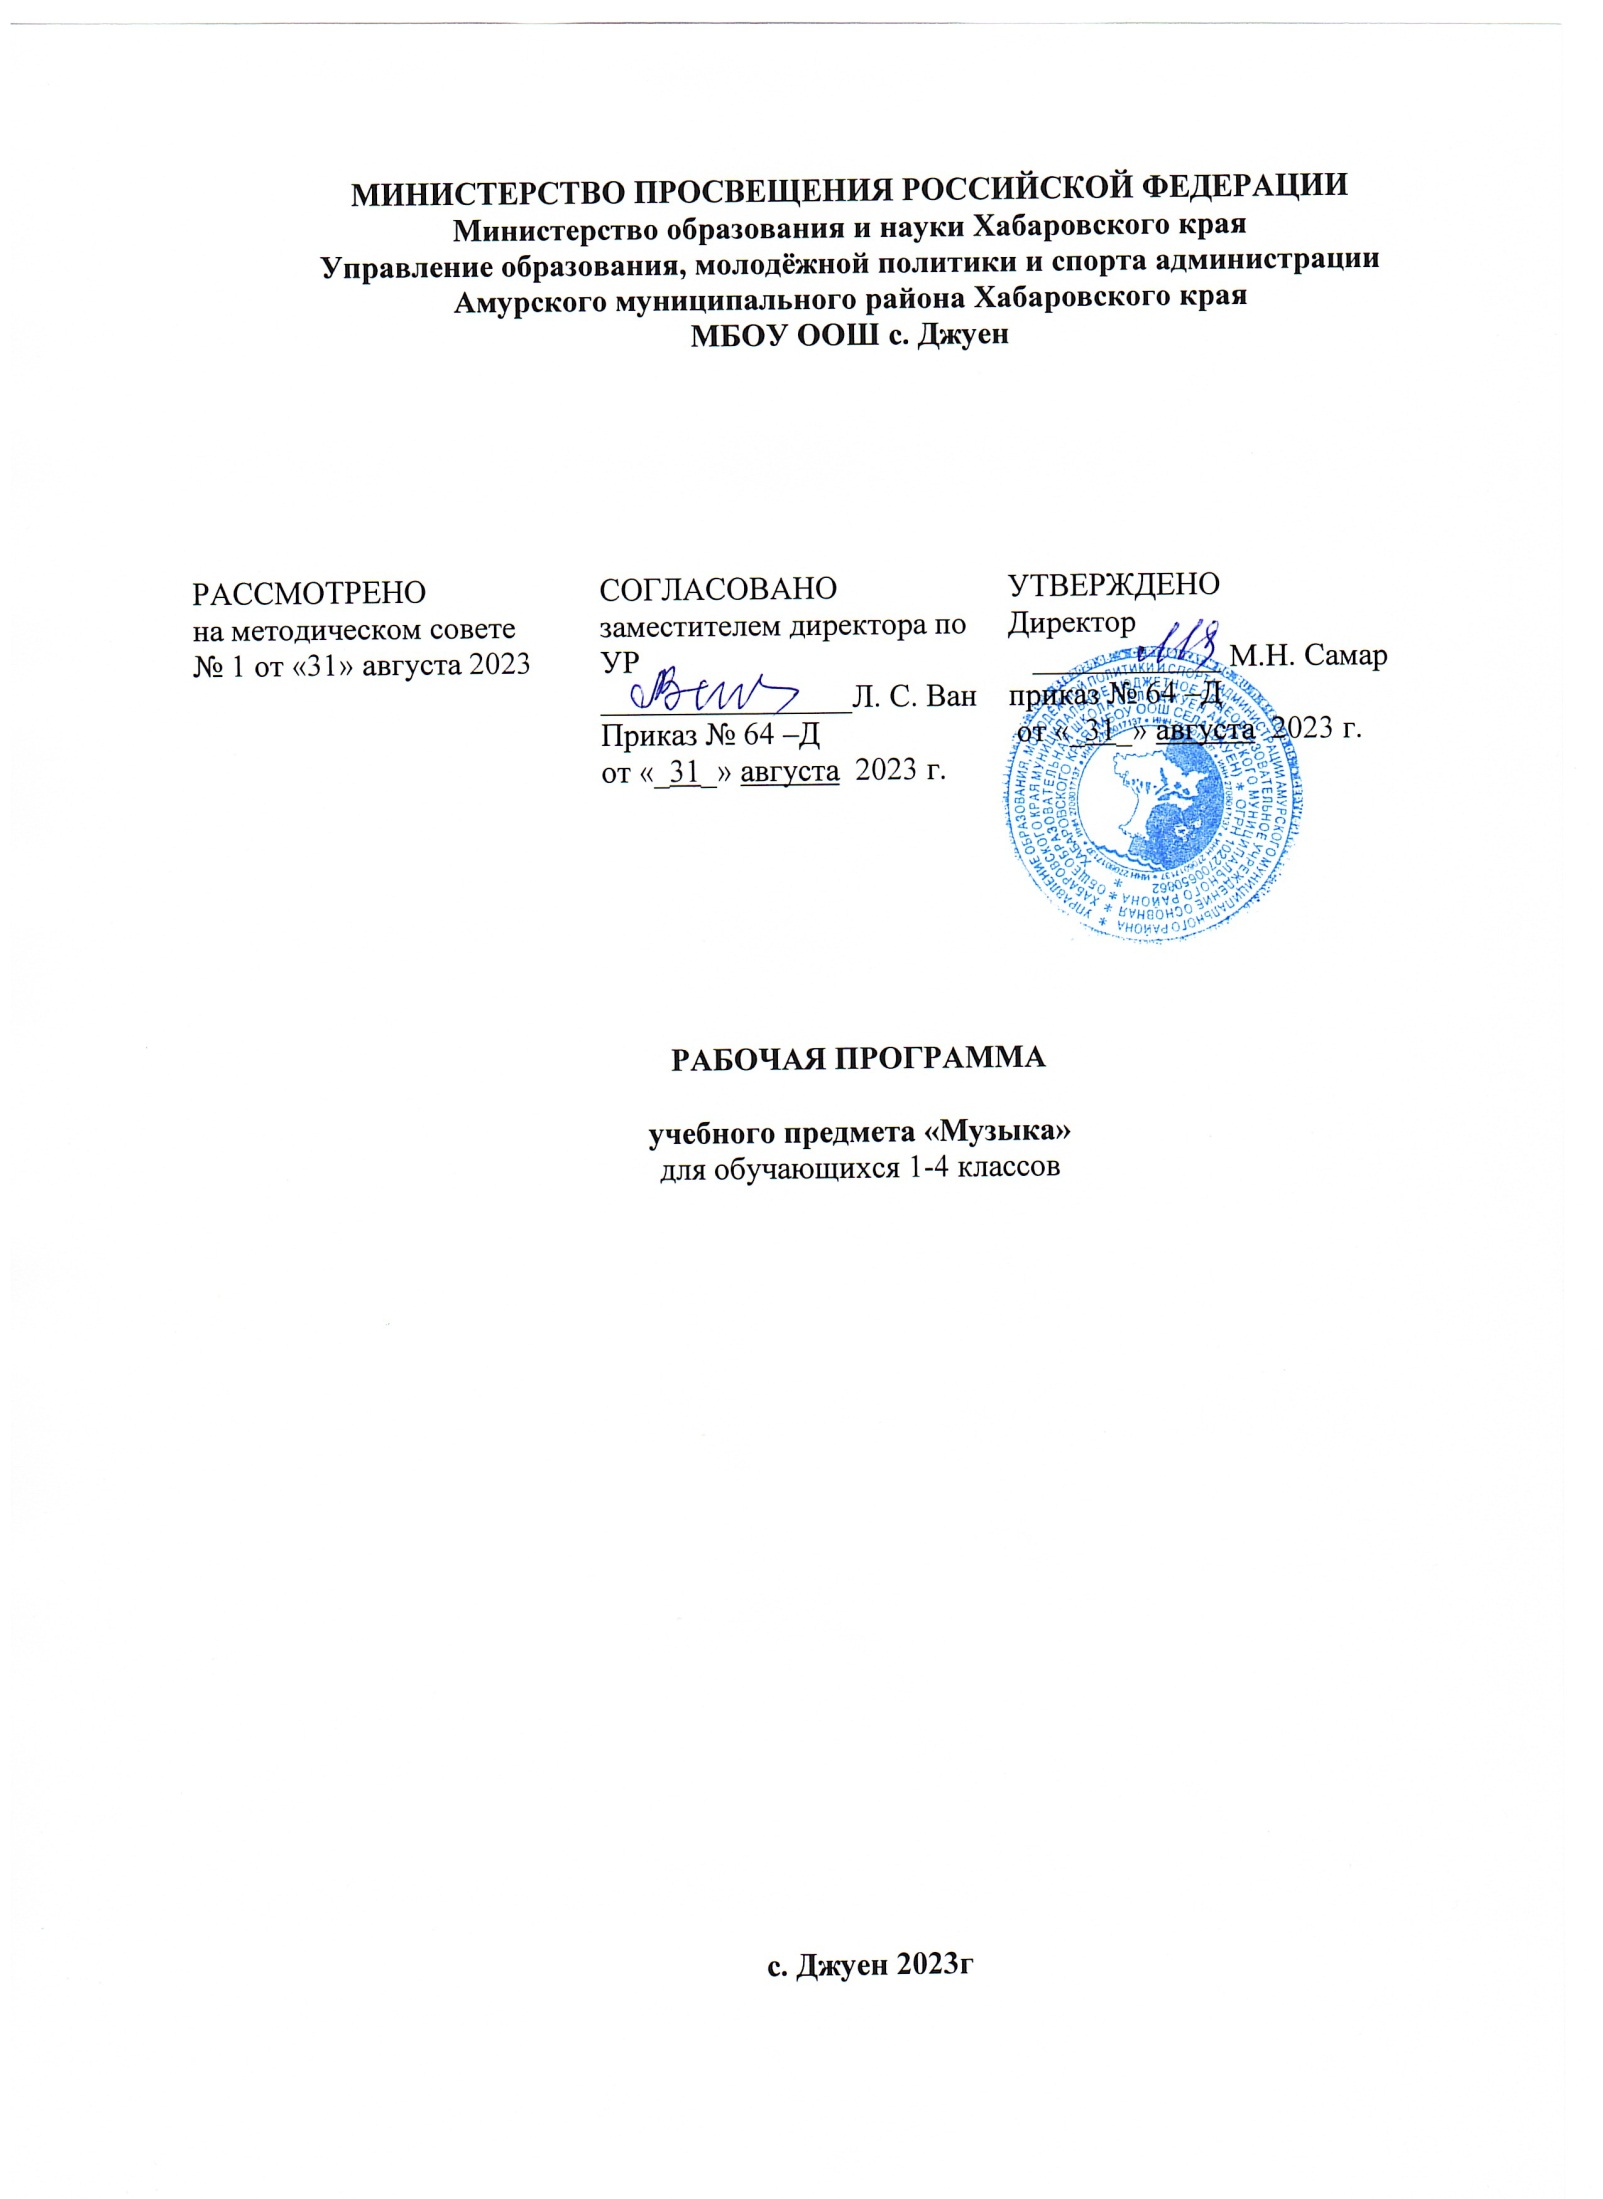 МИНИСТЕРСТВО ПРОСВЕЩЕНИЯ РОССИЙСКОЙ ФЕДЕРАЦИИ
Министерство образования и науки Хабаровского края
Управление образования, молодёжной политики и спорта администрации
Амурского муниципального района Хабаровского края
МБОУ ООШ с. Джуен
РАССМОТРЕНО
на методическом совете
№ 1 от «31» августа 2023
СОГЛАСОВАНО
заместителем директора по
УР
________________Л. С. Ван
Приказ № 64 –Д
от «_31_» августа 2023 г.
УТВЕРЖДЕНО
Директор
____________ М.Н. Самар
приказ № 64 –Д
от «_31_» августа 2023 г.
РАБОЧАЯ ПРОГРАММА
учебного предмета «Музыка»
для обучающихся 1-4 классов
с. Джуен 2023г